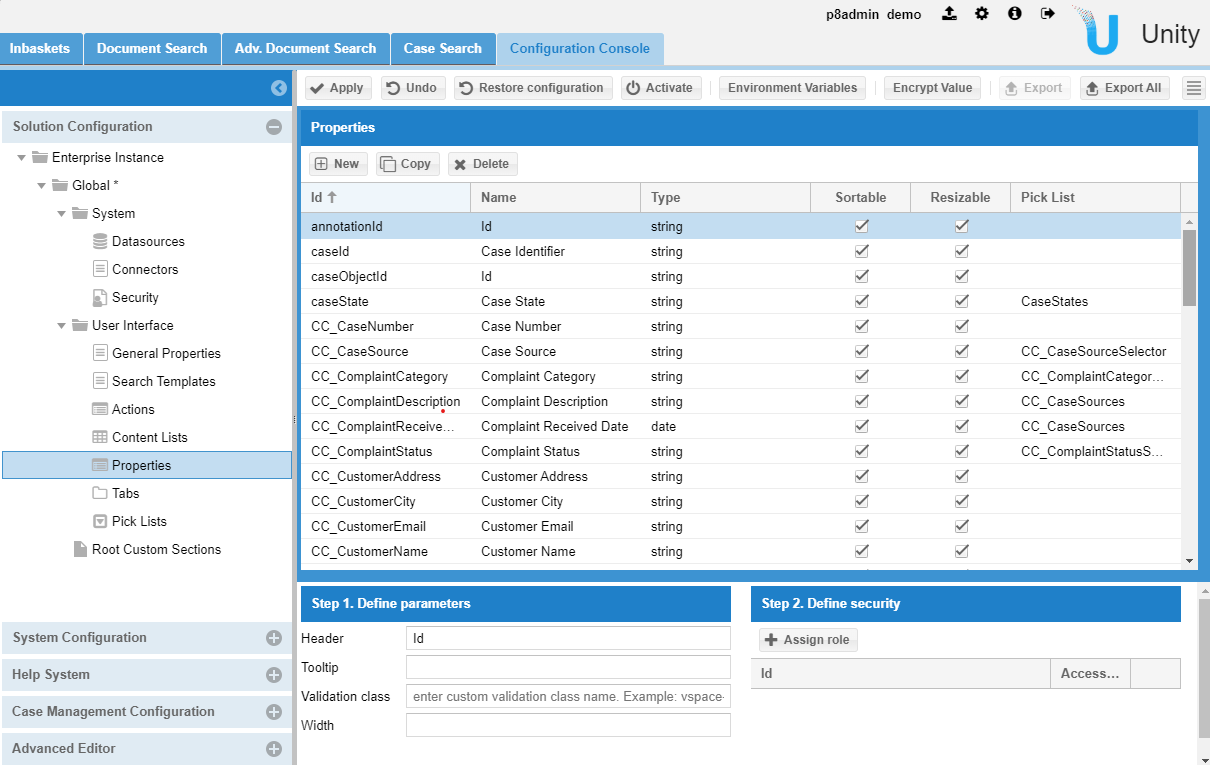 p8admin demo
Unity
Inbaskets Document Search Adv. Document Search Case Search Configuration Console
Apply Undo Restore configuration Activate Environment Variables Encrypt Value Export Export All
Solution Configuration
Enterprise Instance
Global *
System
Datasources
Connectors
Security
User Interface
General Properties
Search Templates
Actions
Content Lists
Properties
Tabs
Pick Lists
Root Custom Sections
System Configuration
Help System
Case Management Configuration
Advanced Editor
Properties
New Copy Delete
Id Name Type Sortable Resizable Pick List
annotationId Id string
caseId Case Identifier string
caseObjectId Id string
caseState Case State string CaseStates
CC_CaseNumber Case Number string
CC_CaseSource Case Source string CC_CaseSourceSelector
CC_ComplaintCategory Complaint Category string CC_ComplaintCategor...
CC_ComplaintDescription Complaint Description string CC_CaseSources
CC_ComplaintReceive... Complaint Received Date date CC_CaseSources
CC_ComplaintStatus Complaint Status string CC_ComplaintStatusS...
CC_CustomerAddress Customer Address string
CC_CustomerCity Customer City string
CC_CustomerEmail Customer Email string
CC_CustomerName Customer Name string
Step 1. Define parameters
Header Id
Tooltip
Validation class enter custom validation class name. Example: vspace-
Width
Step 2. Define security
Assign role
Id Access...